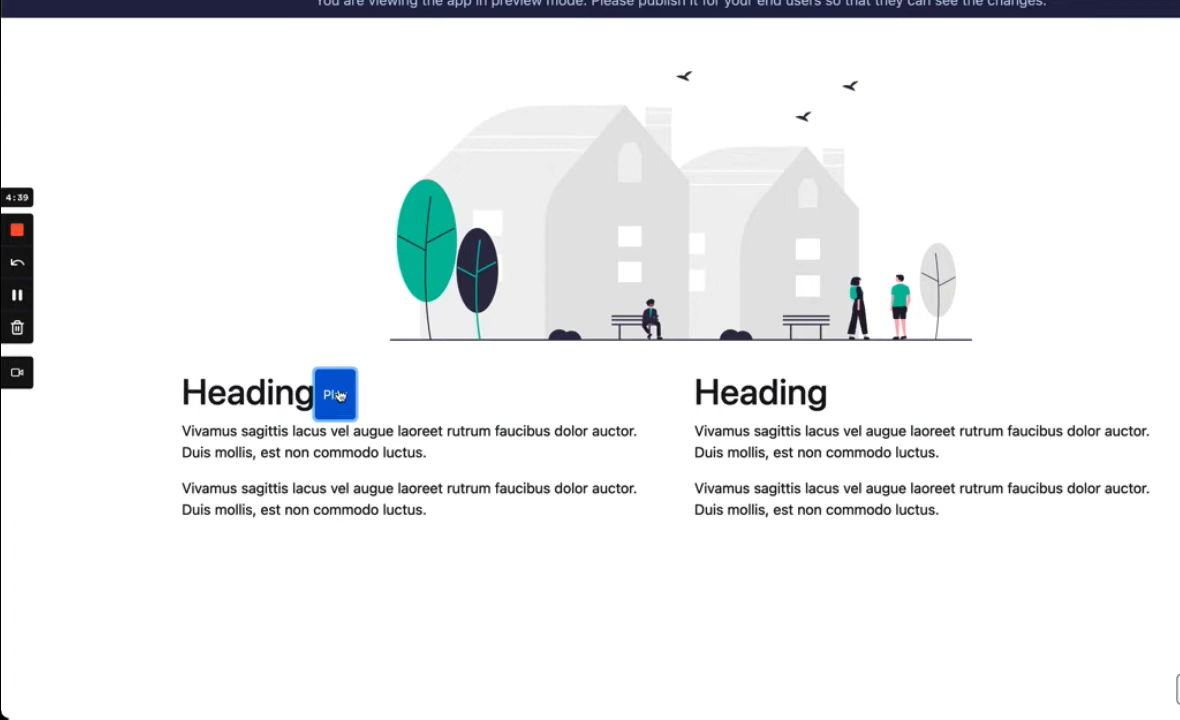 You are viewing the app in preview mode. Please publish it for your end users so that they can see the changes.
4:39
Heading
Vivamus sagittis lacus vel augue laoreet rutrum faucibus dolor auctor.
Duis mollis, est non commodo luctus.
Vivamus sagittis lacus vel augue laoreet rutrum faucibus dolor auctor.
Duis mollis, est non commodo luctus.
Heading
Vivamus sagittis lacus vel augue laoreet rutrum faucibus dolor auctor.
Duis mollis, est non commodo luctus.
Vivamus sagittis lacus vel augue laoreet rutrum faucibus dolor auctor.
Duis mollis, est non commodo luctus.